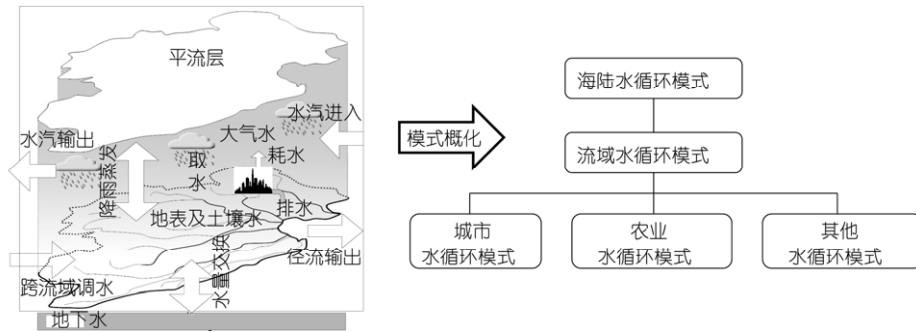 平流层
水汽进入
大气水
水汽输出
取水
耗水
降雨蒸发
地表及土壤水
排水
径流输出
水量交换
跨流域调水
地下水
模式概化
海陆水循环模式
流域水循环模式
城市
水循环模式
农业
水循环模式
其他
水循环模式